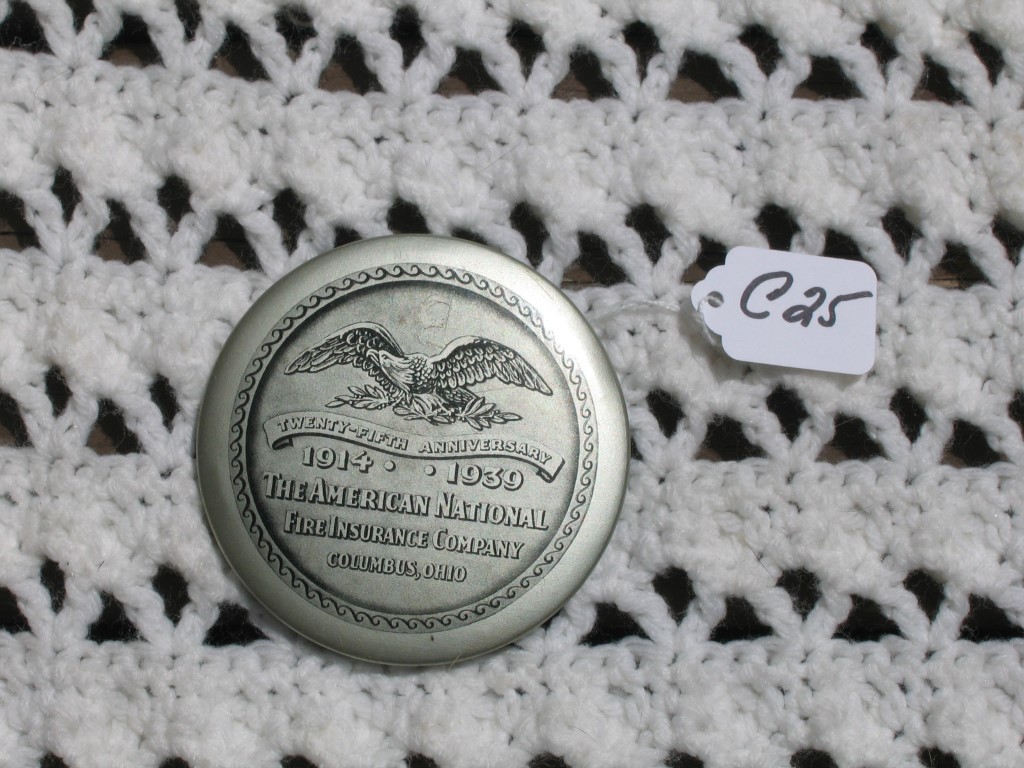 TWENTY-FIFTH ANNIVERSARY
1914 · · 1939
THE AMERICAN NATIONAL
FIRE INSURANCE COMPANY
COLUMBUS, OHIO
C25